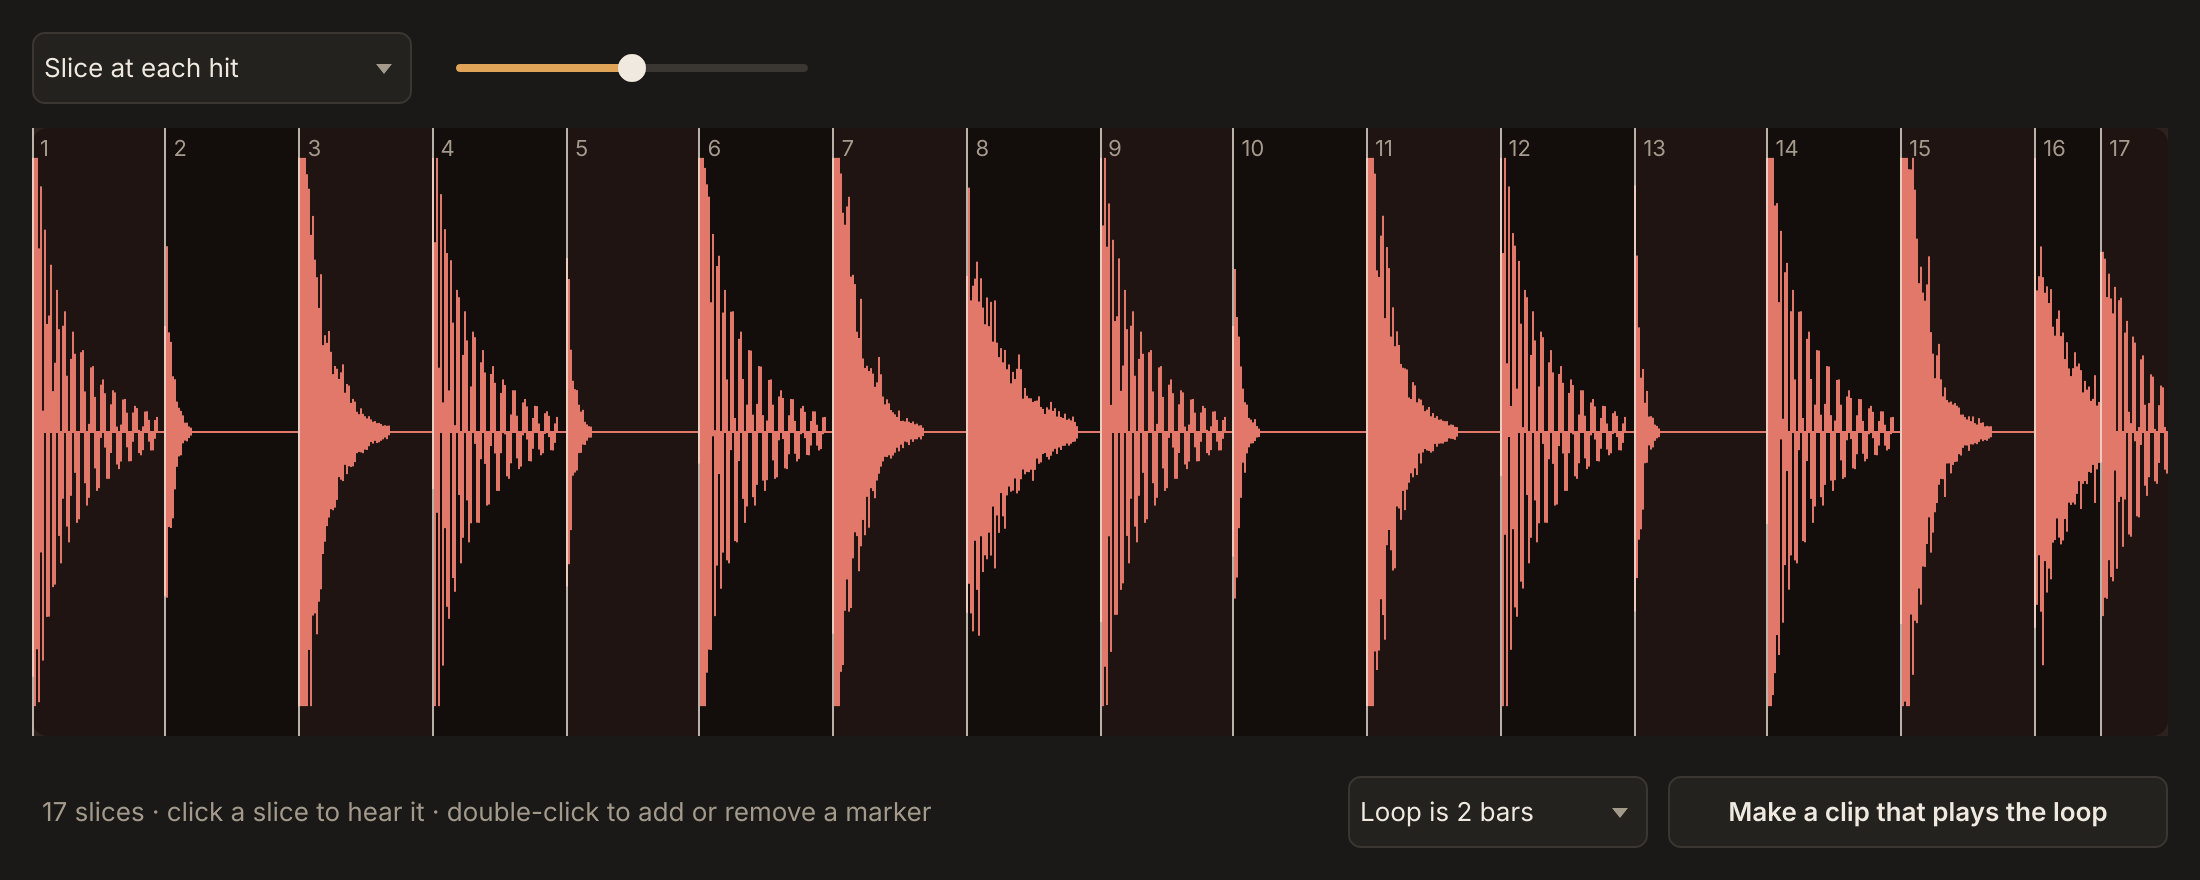 Slice at each hit
1 2 3 4 5 6 7 8 9 10 11 12 13 14 15 16 17
17 slices · click a slice to hear it · double-click to add or remove a marker
Loop is 2 bars
Make a clip that plays the loop